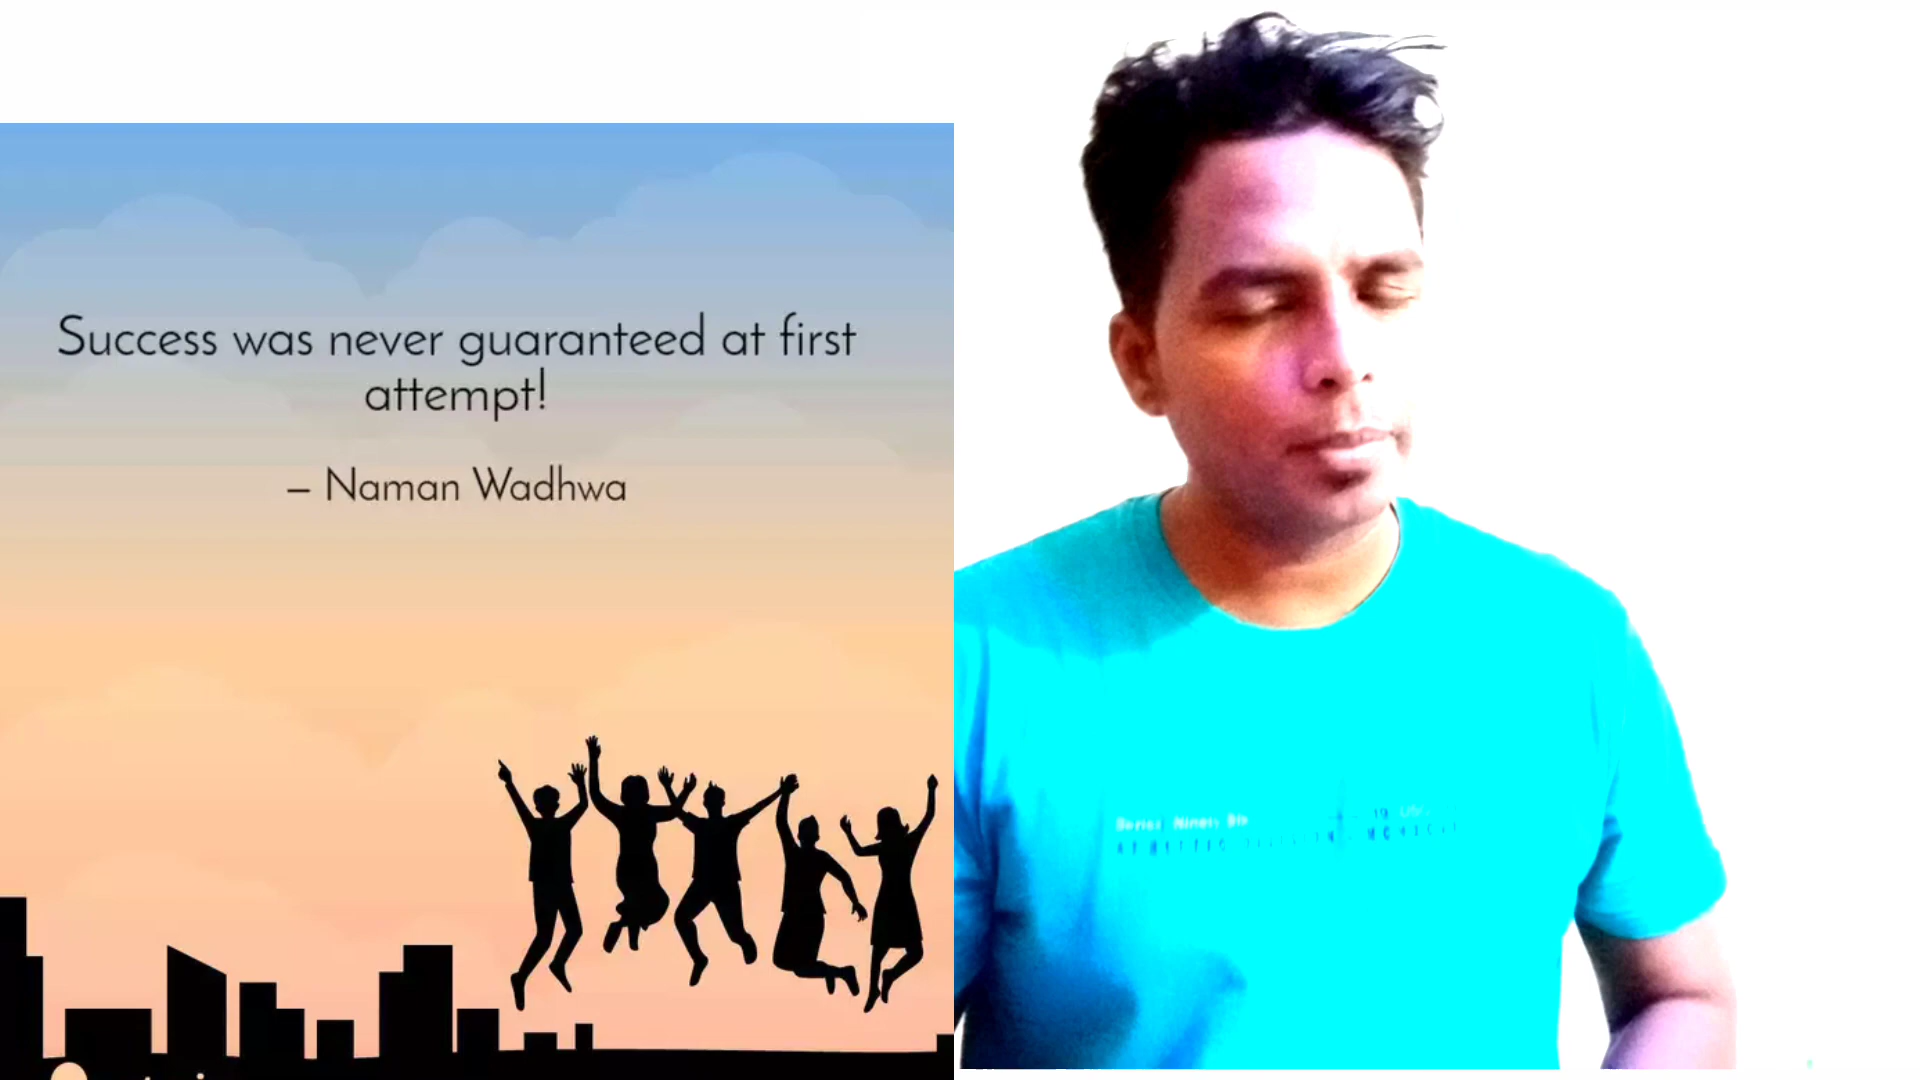 Success was never guaranteed at first
attempt!
– Naman Wadhwa